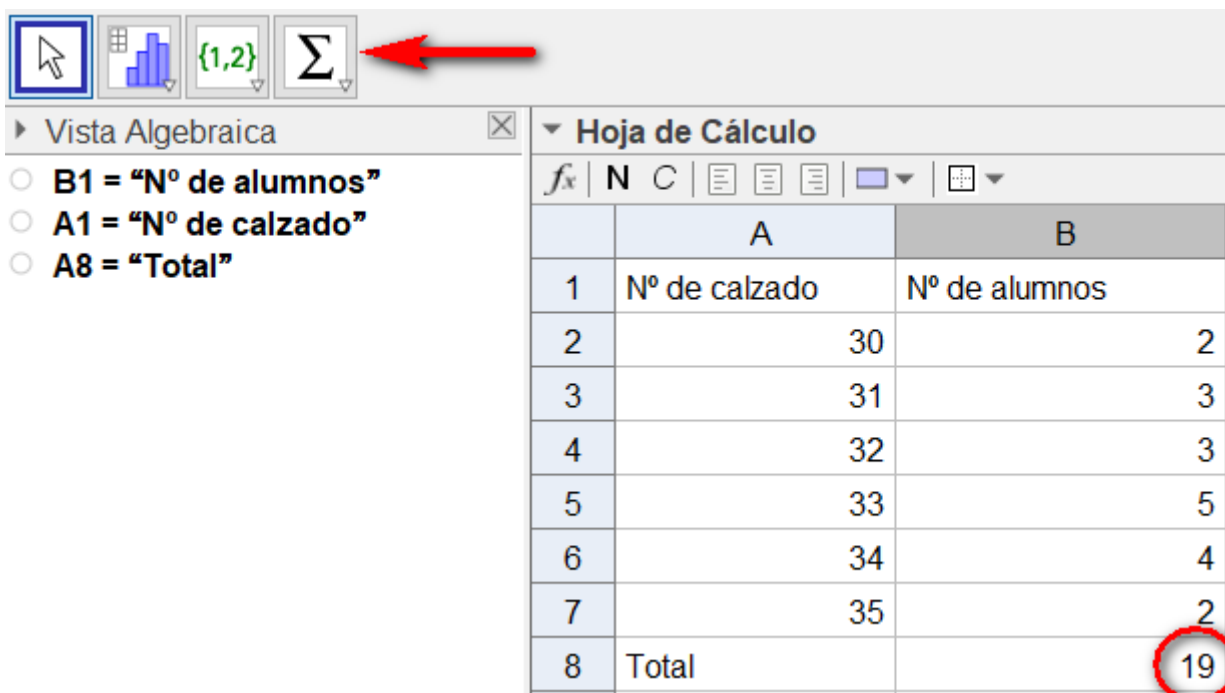 {1,2} Σ
Vista Algebraica
B1 = “Nº de alumnos”
A1 = “Nº de calzado”
A8 = “Total”
Hoja de Cálculo
fx N C
A B
1 Nº de calzado Nº de alumnos
2 30 2
3 31 3
4 32 3
5 33 5
6 34 4
7 35 2
8 Total 19